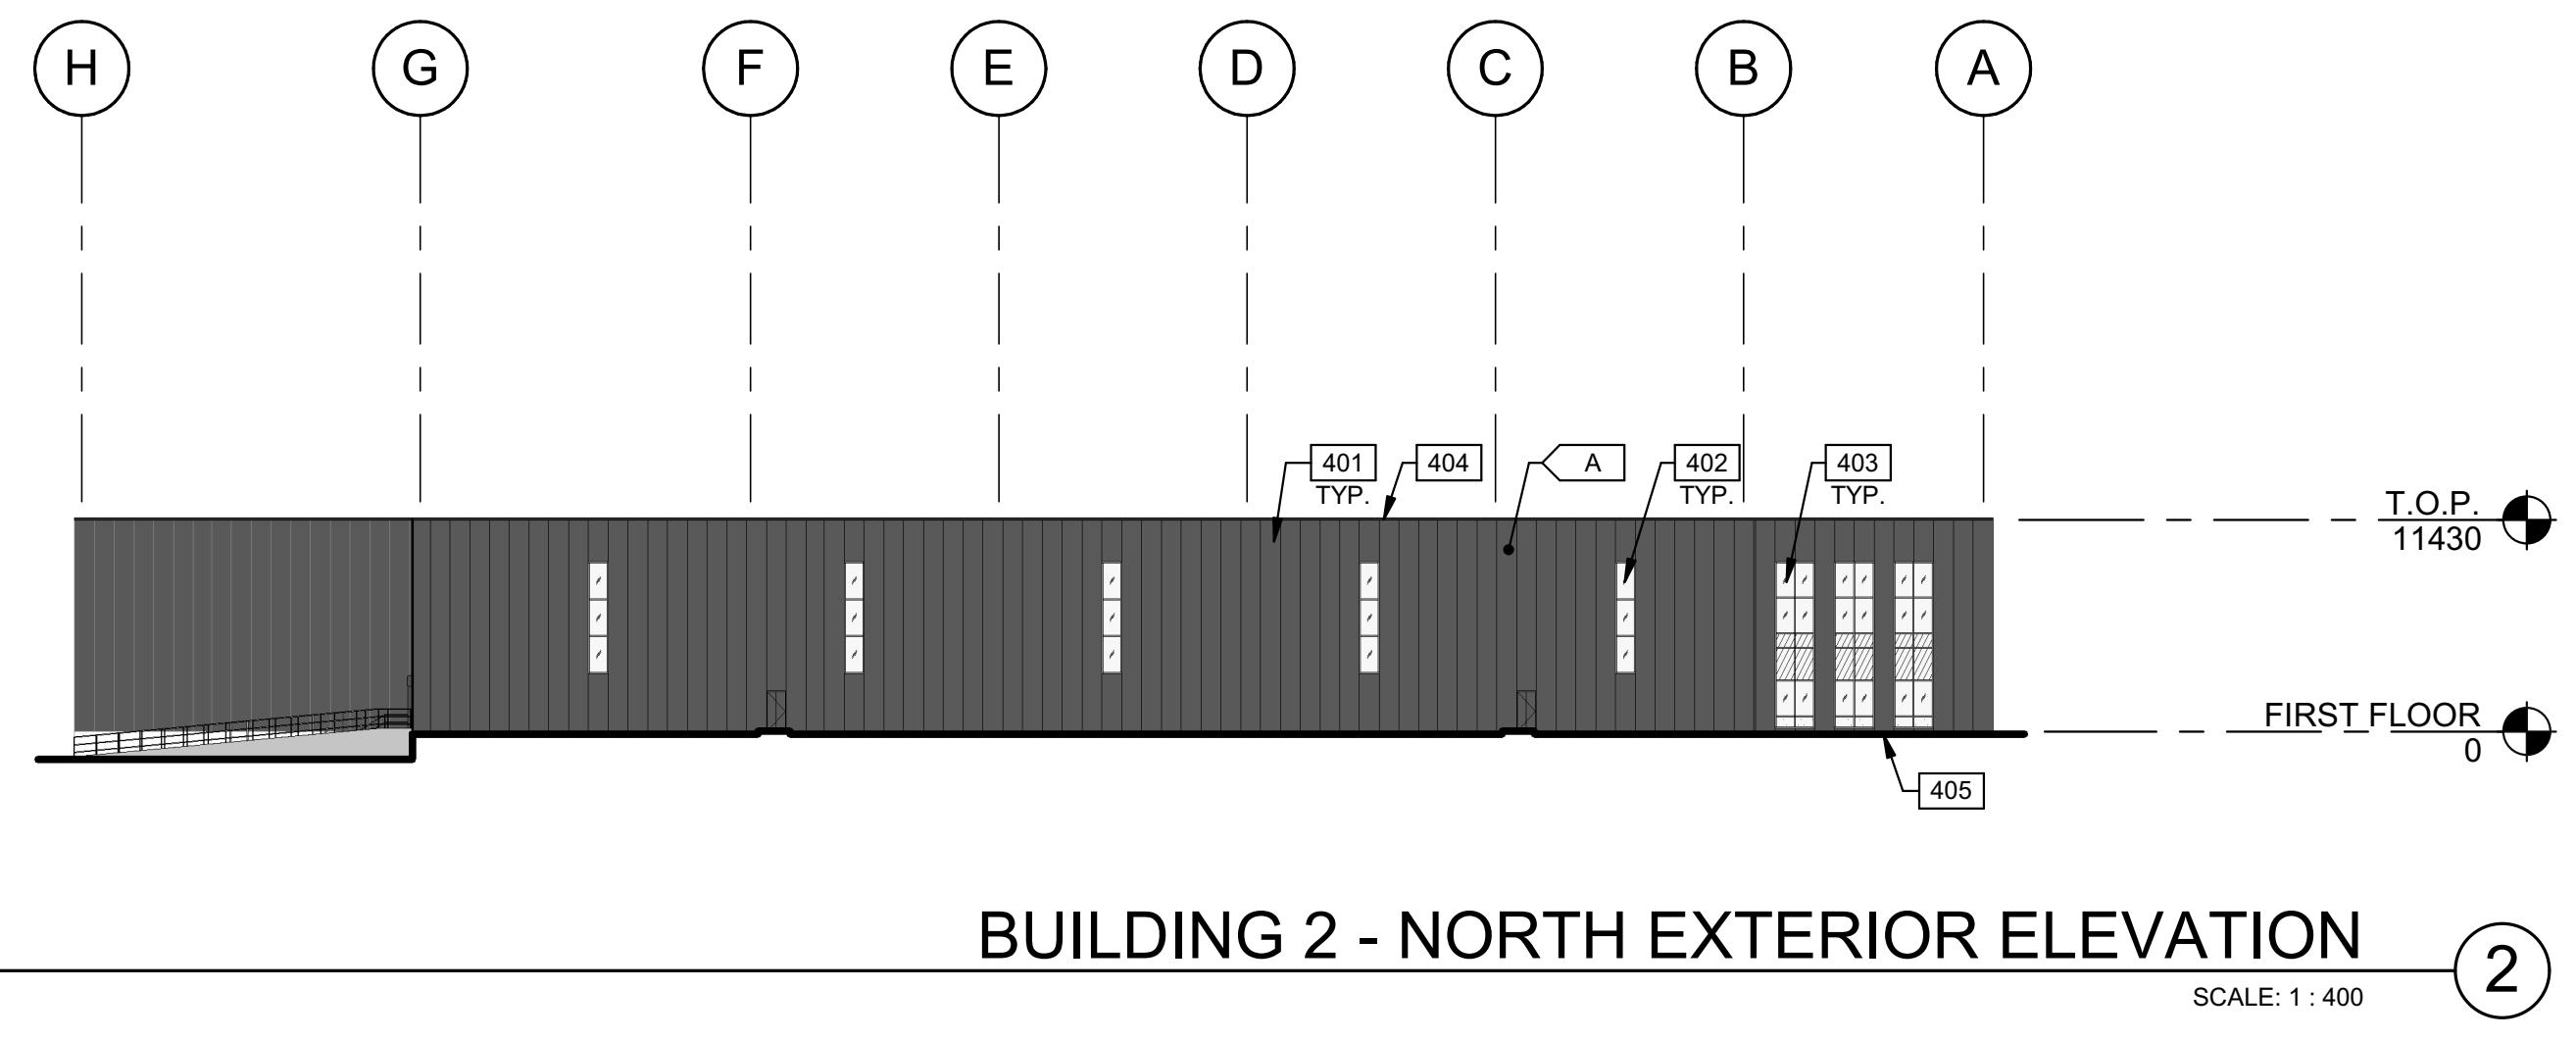 H G F E D C B A
401 404 A 402 403
TYP. TYP. TYP.
T.O.P.
11430
FIRST FLOOR
0
405
BUILDING 2 - NORTH EXTERIOR ELEVATION
2
SCALE: 1 : 400